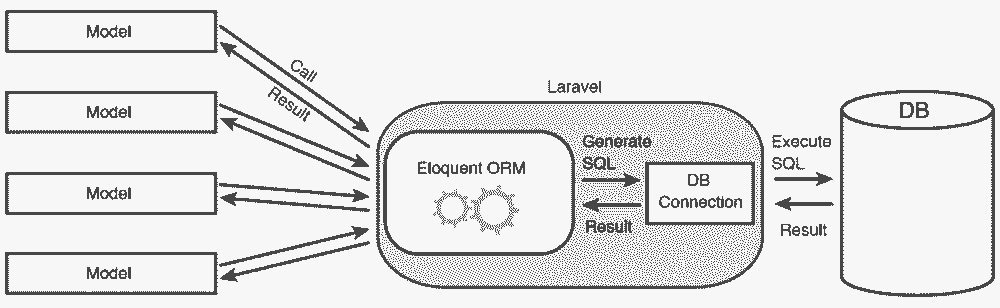 Model
Model
Model
Model
Call
Result
Laravel
Eloquent ORM
Generate
SQL
Result
DB
Connection
Execute
SQL
Result
DB